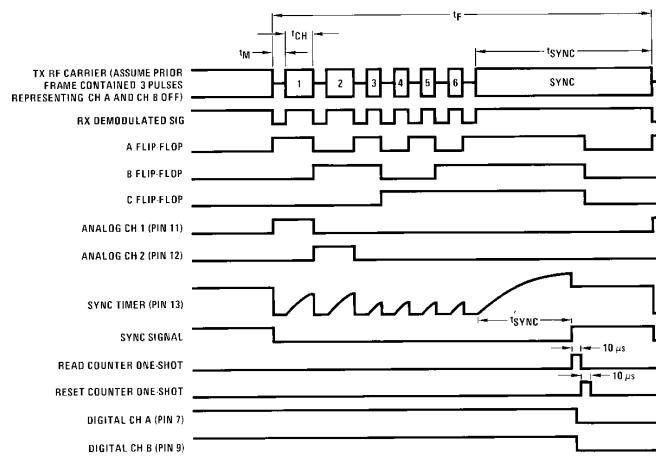 tF
tCH
tSYNC
tM
TX RF CARRIER (ASSUME PRIOR
FRAME CONTAINED 3 PULSES
REPRESENTING CH A AND CH B OFF)
1 2 3 4 5 6 SYNC
RX DEMODULATED SIG
A FLIP-FLOP
B FLIP-FLOP
C FLIP-FLOP
ANALOG CH 1 (PIN 11)
ANALOG CH 2 (PIN 12)
SYNC TIMER (PIN 13)
t'SYNC
SYNC SIGNAL
10 μs
READ COUNTER ONE-SHOT
10 μs
RESET COUNTER ONE-SHOT
DIGITAL CH A (PIN 7)
DIGITAL CH B (PIN 9)